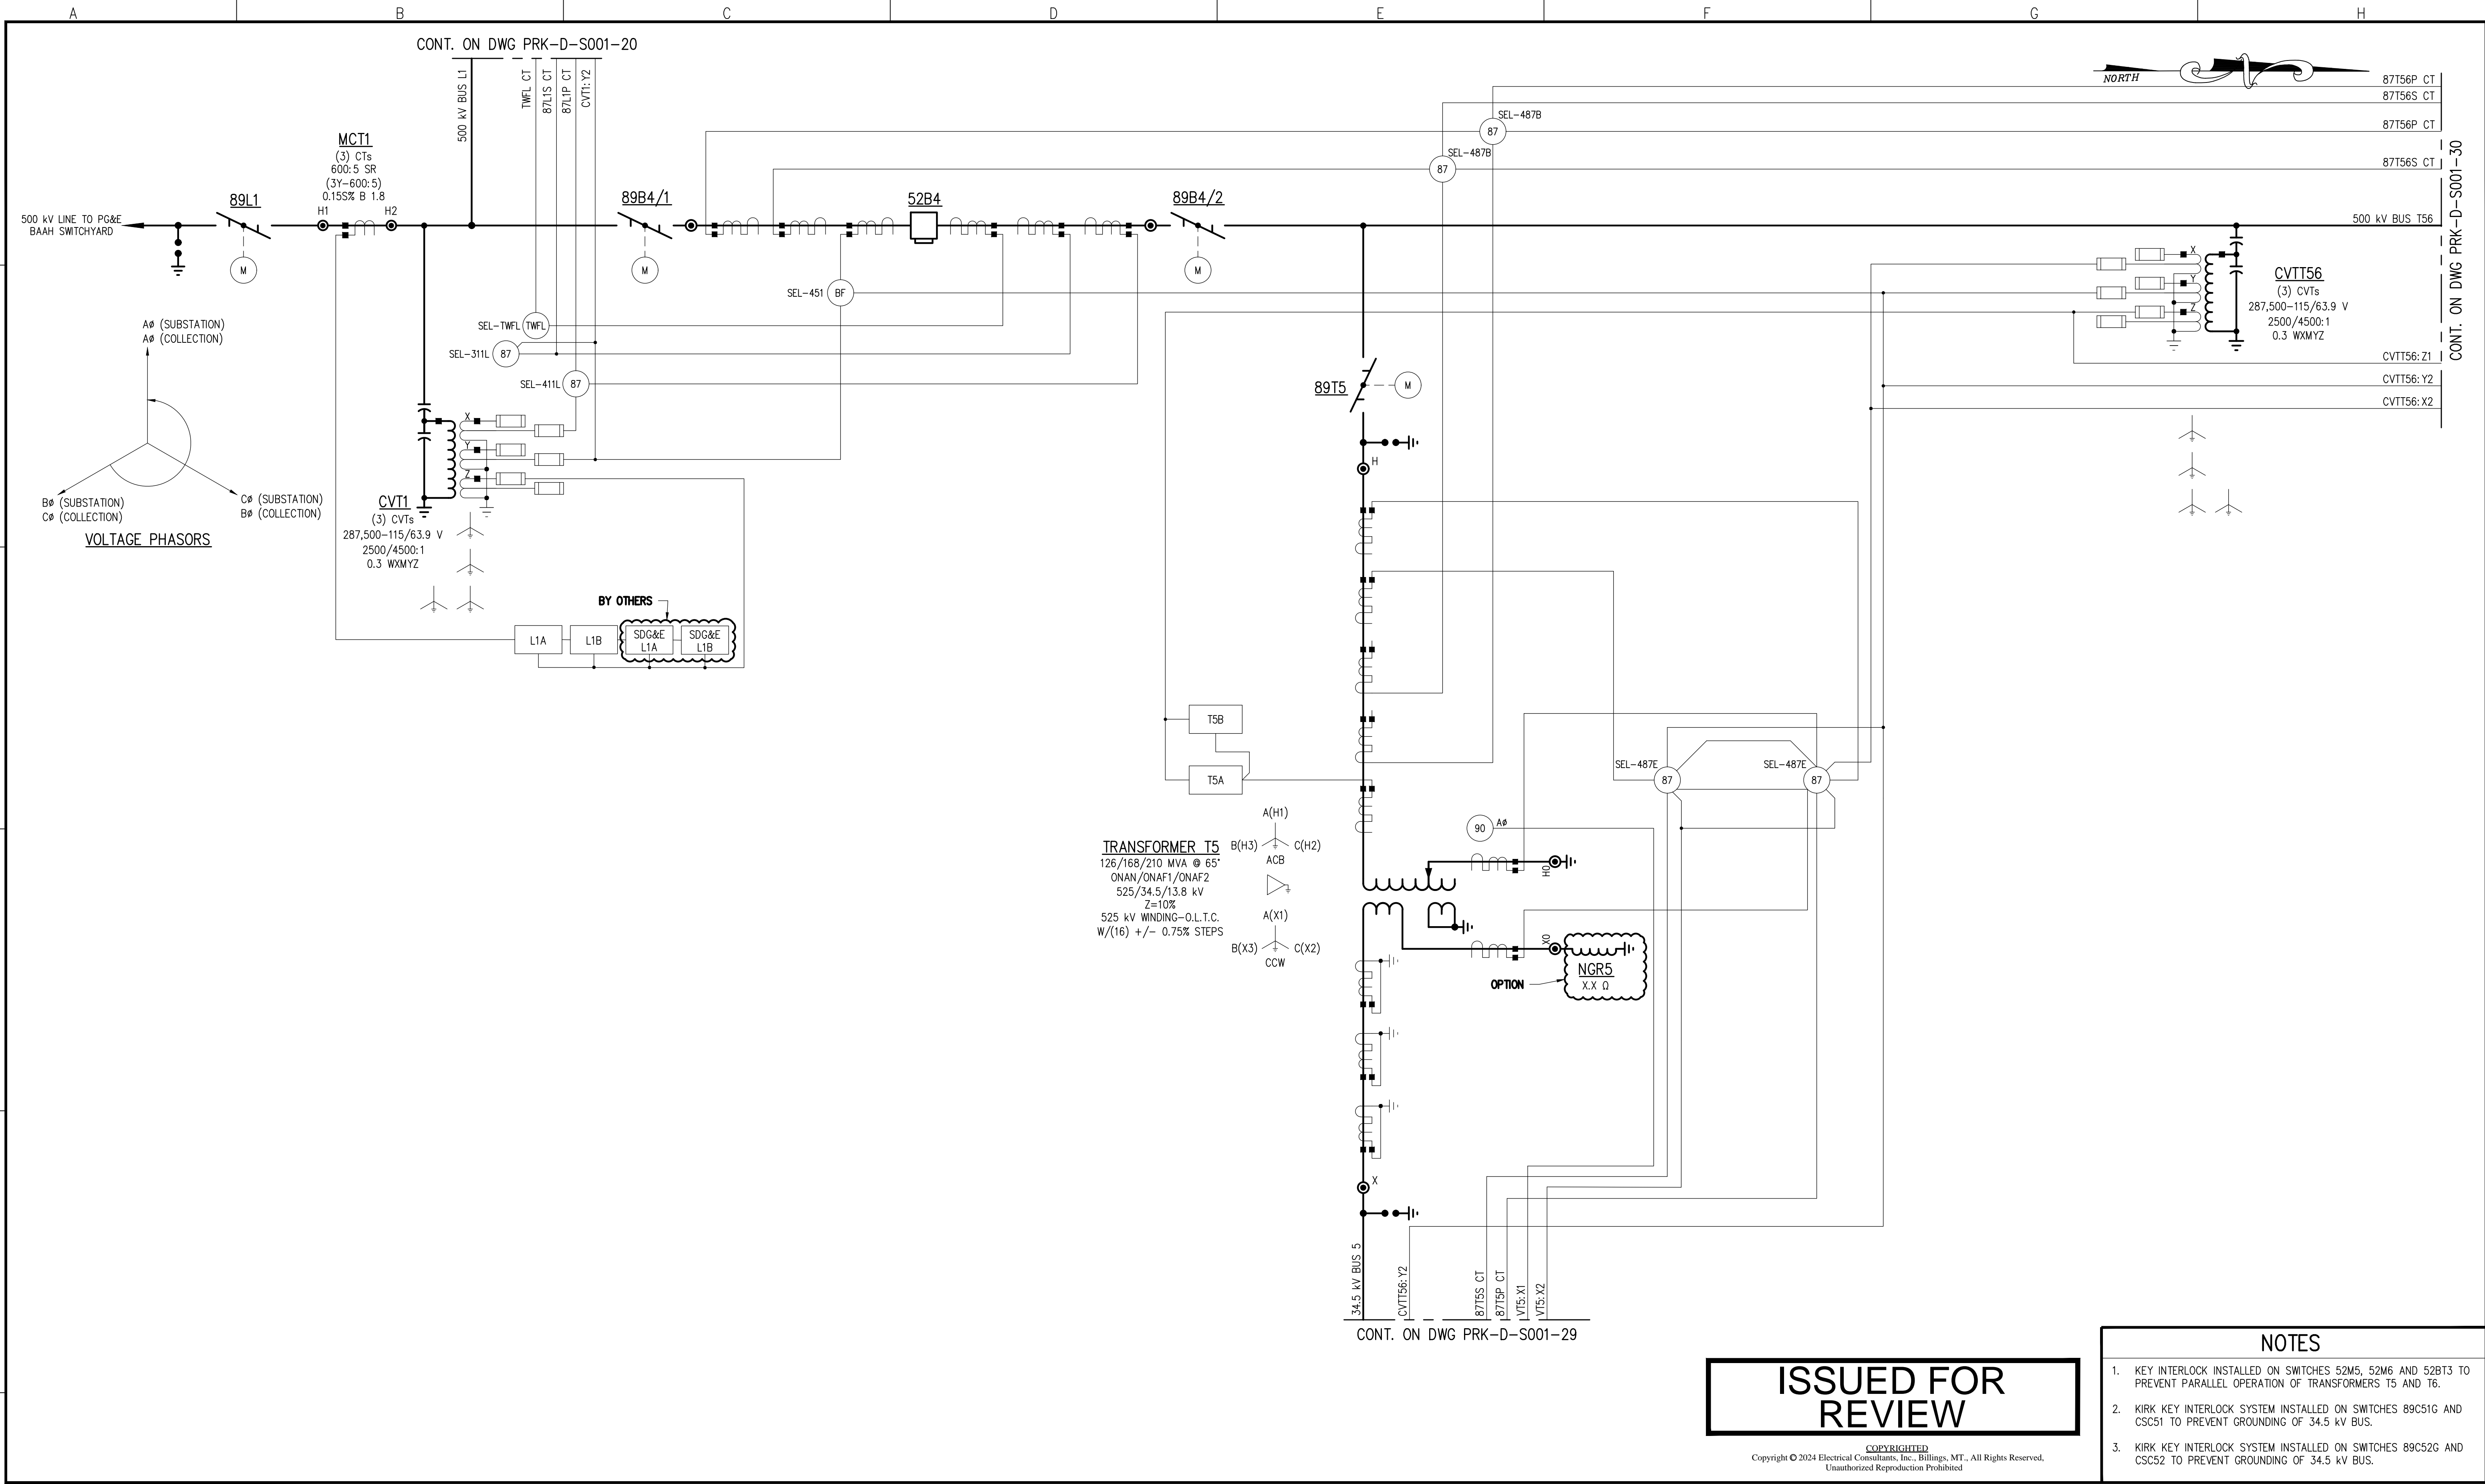 A
B
C
D
E
F
G
H
CONT. ON DWG PRK-D-S001-20
500 kV BUS L1
TWFL CT
87L1S CT
87L1P CT
CVT1:Y2
NORTH
87T56P CT
87T56S CT
87T56P CT
87T56S CT
CONT. ON DWG PRK-D-S001-30
SEL-487B
87
SEL-487B
87
MCT1
(3) CTs
600:5 SR
(3Y-600:5)
0.15S% B 1.8
H1
H2
89L1
M
500 kV LINE TO PG&E
BAAH SWITCHYARD
89B4/1
M
52B4
89B4/2
M
500 kV BUS T56
SEL-451
BF
SEL-TWFL
TWFL
SEL-311L
87
SEL-411L
87
X
Y
Z
CVTT56
(3) CVTs
287,500-115/63.9 V
2500/4500:1
0.3 WXMYZ
CVTT56:Z1
CVTT56:Y2
CVTT56:X2
AØ (SUBSTATION)
AØ (COLLECTION)
BØ (SUBSTATION)
CØ (COLLECTION)
CØ (SUBSTATION)
BØ (COLLECTION)
VOLTAGE PHASORS
X
Y
Z
CVT1
(3) CVTs
287,500-115/63.9 V
2500/4500:1
0.3 WXMYZ
89T5
M
H
BY OTHERS
L1A
L1B
SDG&E
L1A
SDG&E
L1B
T5B
T5A
SEL-487E
87
SEL-487E
87
90
AØ
TRANSFORMER T5
126/168/210 MVA @ 65°
ONAN/ONAF1/ONAF2
525/34.5/13.8 kV
Z=10%
525 kV WINDING-O.L.T.C.
W/(16) +/- 0.75% STEPS
A(H1)
B(H3)
C(H2)
ACB
A(X1)
B(X3)
C(X2)
CCW
H0
X0
NGR5
X.X Ω
OPTION
X
34.5 kV BUS 5
CVTT56:Y2
87T5S CT
87T5P CT
VT5:X1
VT5:X2
CONT. ON DWG PRK-D-S001-29
ISSUED FOR
REVIEW
COPYRIGHTED
Copyright © 2024 Electrical Consultants, Inc., Billings, MT., All Rights Reserved,
Unauthorized Reproduction Prohibited
NOTES
1. KEY INTERLOCK INSTALLED ON SWITCHES 52M5, 52M6 AND 52BT3 TO
PREVENT PARALLEL OPERATION OF TRANSFORMERS T5 AND T6.
2. KIRK KEY INTERLOCK SYSTEM INSTALLED ON SWITCHES 89C51G AND
CSC51 TO PREVENT GROUNDING OF 34.5 kV BUS.
3. KIRK KEY INTERLOCK SYSTEM INSTALLED ON SWITCHES 89C52G AND
CSC52 TO PREVENT GROUNDING OF 34.5 kV BUS.